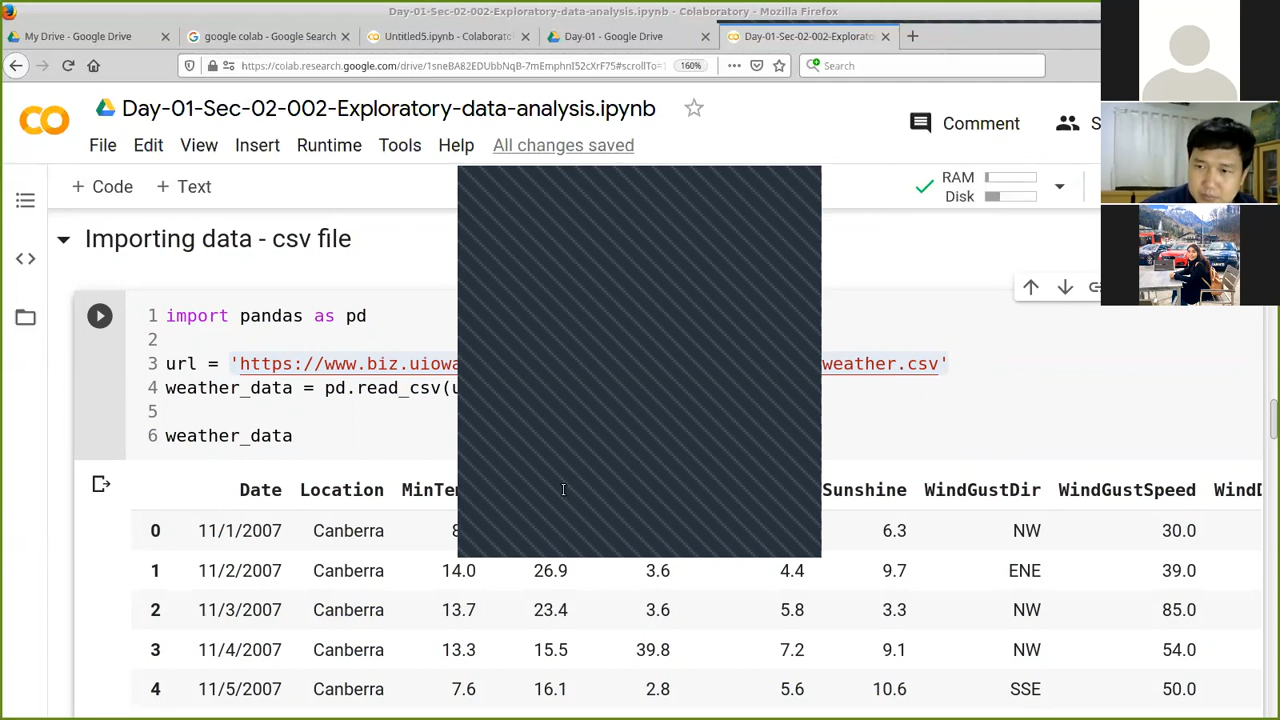 Day-01-Sec-02-002-Exploratory-data-analysis.ipynb - Colaboratory - Mozilla Firefox
My Drive - Google Drive
google colab - Google Search
Untitled5.ipynb - Colaborat
Day-01 - Google Drive
Day-01-Sec-02-002-Explorato
https://colab.research.google.com/drive/1sneBA82EDUbbNqB-7mEmphnI52cXrF75#scrollTo=
160%
Search
CO
Day-01-Sec-02-002-Exploratory-data-analysis.ipynb
File Edit View Insert Runtime Tools Help All changes saved
Comment
S
+ Code + Text
RAM
Disk
Importing data - csv file
1 import pandas as pd
2
3 url = 'https://www.biz.uiowa weather.csv'
4 weather_data = pd.read_csv(u
5
6 weather_data
Date Location MinTe Sunshine WindGustDir WindGustSpeed WindD
0 11/1/2007 Canberra 8 6.3 NW 30.0
1 11/2/2007 Canberra 14.0 26.9 3.6 4.4 9.7 ENE 39.0
2 11/3/2007 Canberra 13.7 23.4 3.6 5.8 3.3 NW 85.0
3 11/4/2007 Canberra 13.3 15.5 39.8 7.2 9.1 NW 54.0
4 11/5/2007 Canberra 7.6 16.1 2.8 5.6 10.6 SSE 50.0